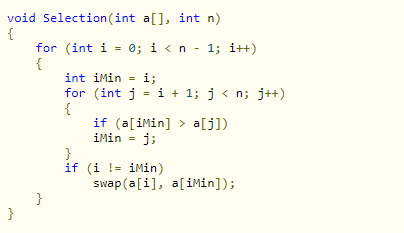 void Selection(int a[], int n)
{
    for (int i = 0; i < n - 1; i++)
    {
        int iMin = i;
        for (int j = i + 1; j < n; j++)
        {
            if (a[iMin] > a[j])
            iMin = j;
        }
        if (i != iMin)
            swap(a[i], a[iMin]);
    }
}